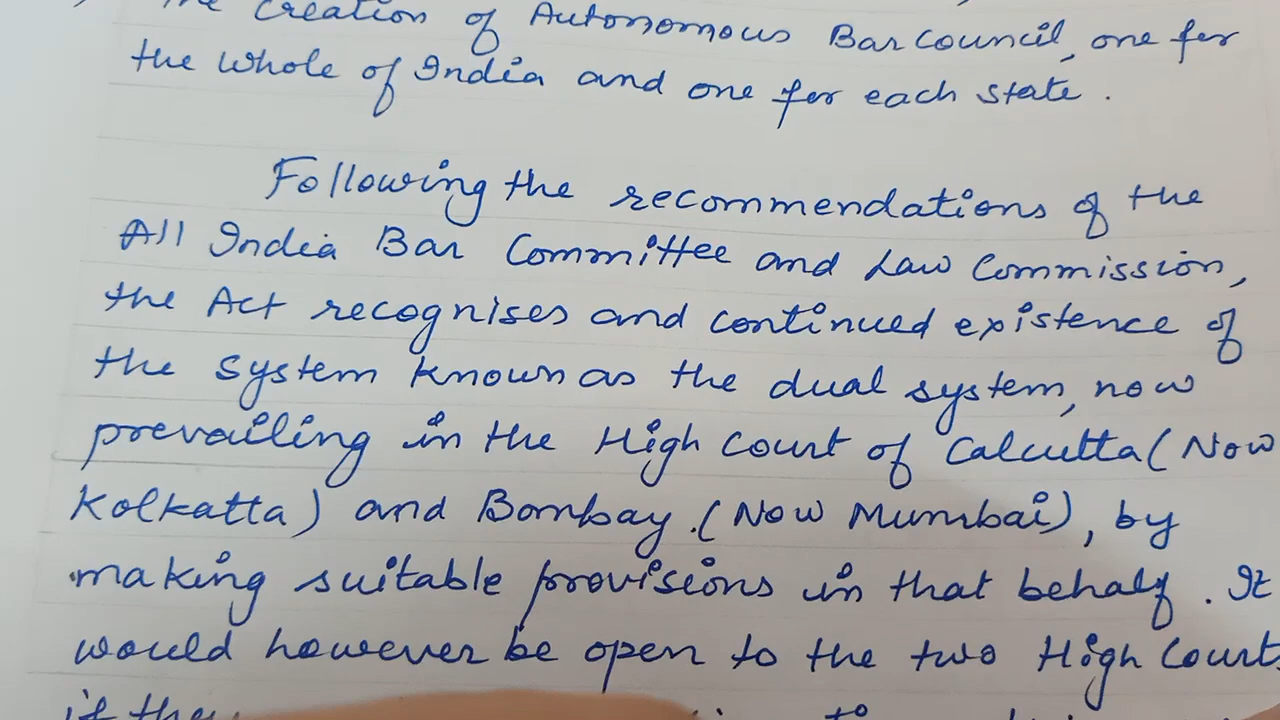 The creation of Autonomous Bar Council, one for
the whole of India and one for each state.
Following the recommendations of the
All India Bar Committee and Law Commission,
the Act recognises and continued existence of
the system known as the dual system, now
prevailing in the High Court of Calcutta (Now
Kolkatta) and Bombay. (Now Mumbai), by
making suitable provisions in that behalf. It
would however be open to the two High Courts
if the to